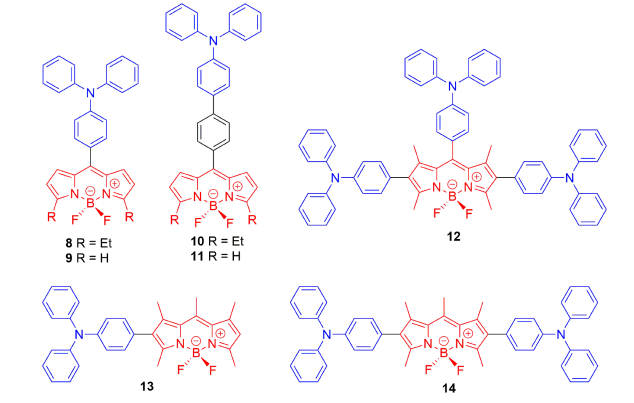 N
N
N
R N B N R
⊖ ⊕
F F
8 R = Et
9 R = H
R N B N R
⊖ ⊕
F F
10 R = Et
11 R = H
N N
N B N
⊖ ⊕
F F
12
N
N B N
⊖ ⊕
F F
13
N N
N B N
⊖ ⊕
F F
14